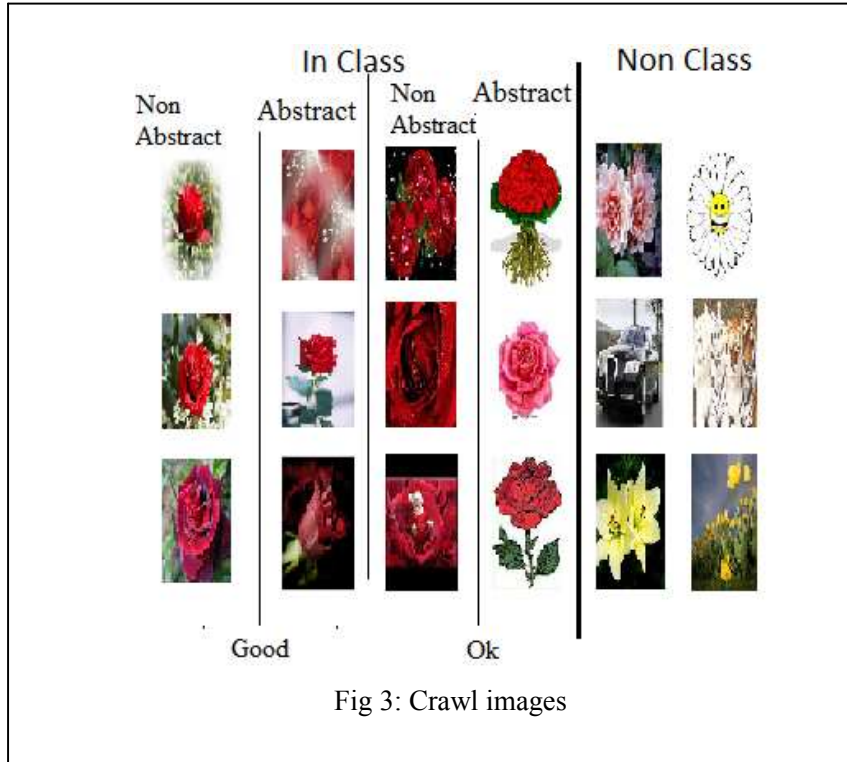 In Class
Non Class
Non
Abstract
Abstract
Non
Abstract
Abstract
Good
Ok
Fig 3: Crawl images